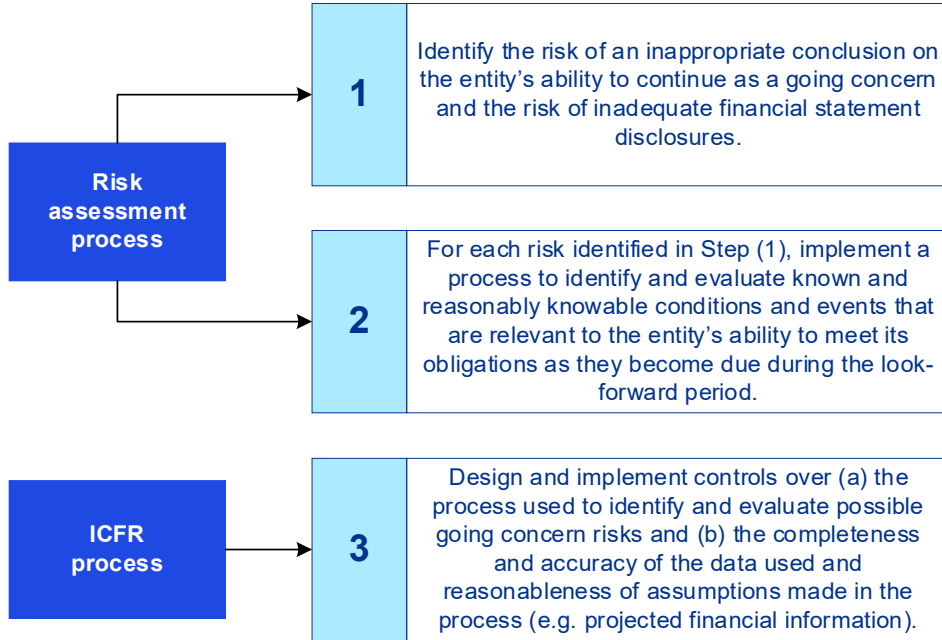 Risk
assessment
process
1
Identify the risk of an inappropriate conclusion on
the entity's ability to continue as a going concern
and the risk of inadequate financial statement
disclosures.
2
For each risk identified in Step (1), implement a
process to identify and evaluate known and
reasonably knowable conditions and events that
are relevant to the entity's ability to meet its
obligations as they become due during the look-
forward period.
ICFR
process
3
Design and implement controls over (a) the
process used to identify and evaluate possible
going concern risks and (b) the completeness
and accuracy of the data used and
reasonableness of assumptions made in the
process (e.g. projected financial information).